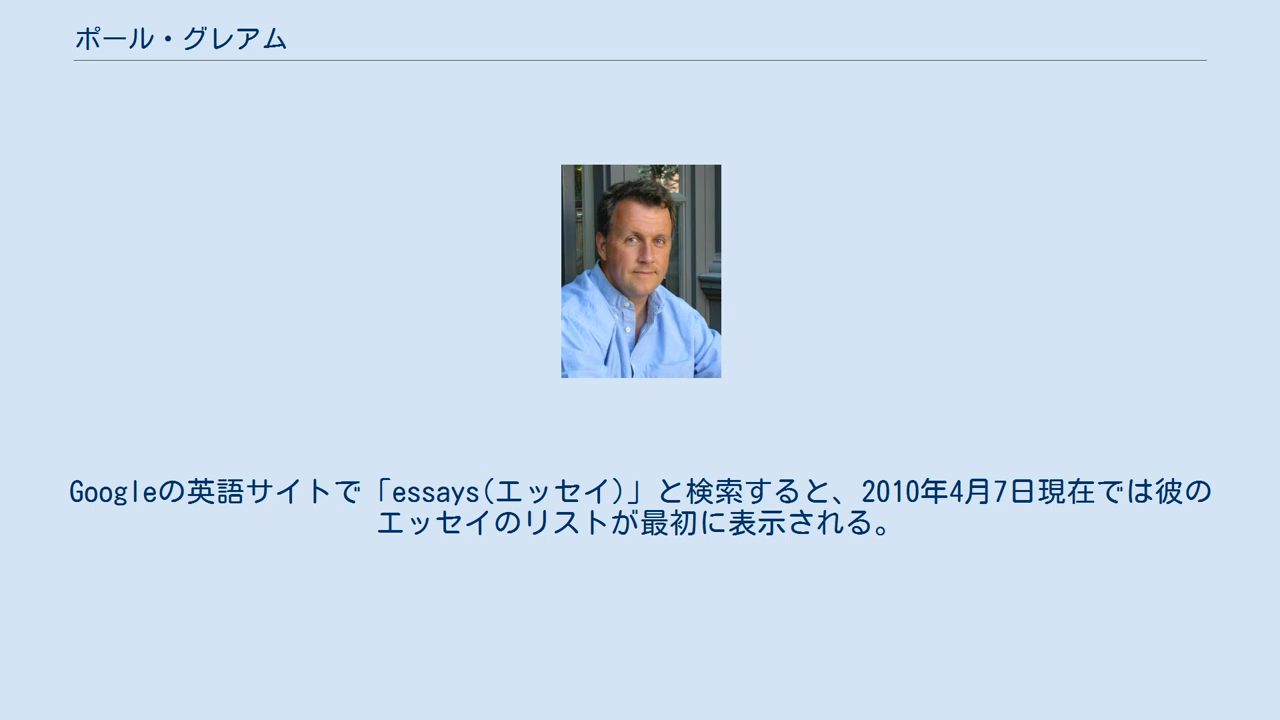 ポール・グレアム
Googleの英語サイトで「essays(エッセイ)」と検索すると、2010年4月7日現在では彼の
エッセイのリストが最初に表示される。